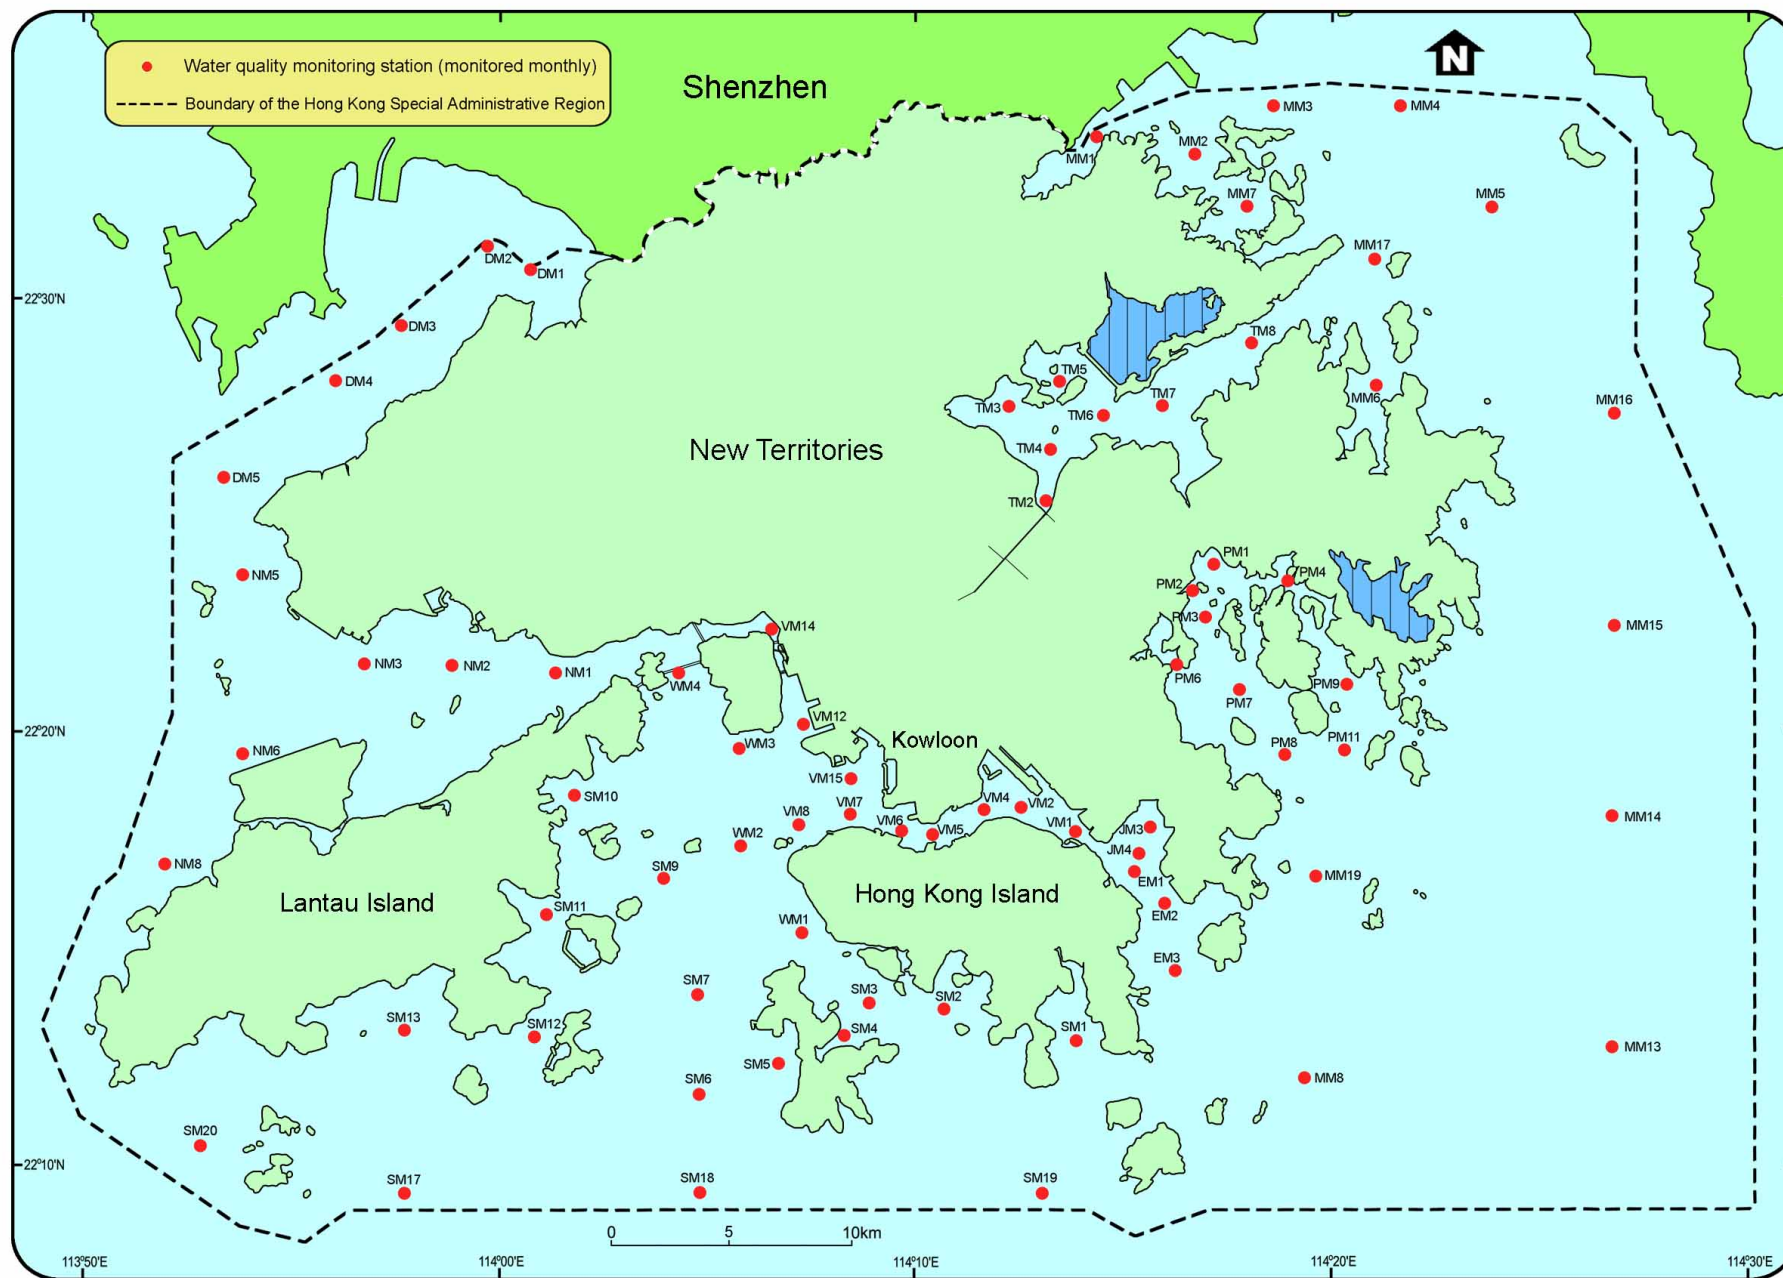 Water quality monitoring station (monitored monthly)
Boundary of the Hong Kong Special Administrative Region
Shenzhen
N
MM3
MM4
MM1
MM2
MM7
MM5
MM17
DM2
DM1
22°30'N
DM3
TM8
DM4
TM5
MM6
TM3
TM6
TM7
MM16
New Territories
TM4
DM5
TM2
PM1
NM5
PM2
PM4
PM3
VM14
MM15
NM3
NM2
NM1
WM4
PM6
PM7
PM9
22°20'N
VM12
Kowloon
NM6
WM3
PM8
PM11
VM15
SM10
VM8
VM7
VM6
VM5
VM4
VM2
VM1
JM3
MM14
WM2
JM4
NM8
SM9
EM1
MM19
Lantau Island
Hong Kong Island
SM11
EM2
WM1
EM3
SM7
SM3
SM2
SM13
SM12
SM4
SM1
MM13
SM5
SM6
MM8
SM20
22°10'N
SM17
SM18
SM19
0 5 10km
113°50'E 114°00'E 114°10'E 114°20'E 114°30'E